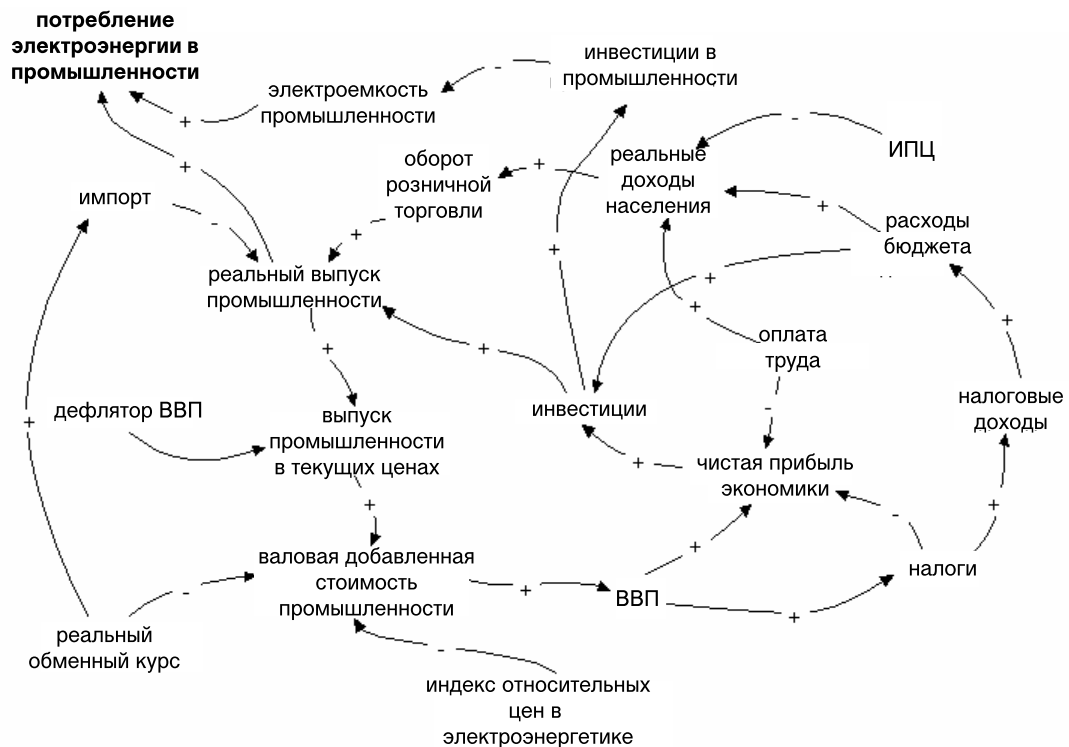 потребление
электроэнергии в
промышленности
инвестиции в
промышленности
-
электроемкость
промышленности
+
-
ИПЦ
оборот
розничной
торговли
+
реальные
доходы
населения
+
импорт
-
+
расходы
бюджета
+
+
+
реальный выпуск
промышленности
+
+
+
оплата
труда
+
+
дефлятор ВВП
+
выпуск
промышленности
в текущих ценах
инвестиции
-
налоговые
доходы
+
чистая прибыль
экономики
+
-
+
+
налоги
валовая добавленная
стоимость
промышленности
-
+
ВВП
+
реальный
обменный курс
-
индекс относительных
цен в
электроэнергетике